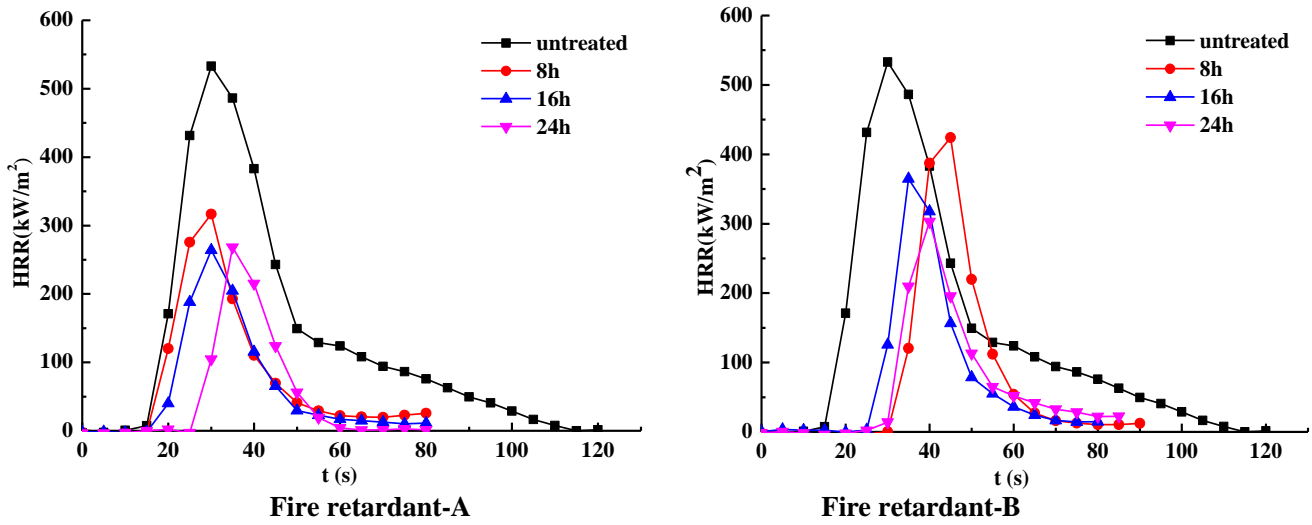 600
500
400
300
200
100
0
HRR(kW/m²)
0 20 40 60 80 100 120
t (s)
untreated
8h
16h
24h
Fire retardant-A
600
500
400
300
200
100
0
HRR(kW/m²)
0 20 40 60 80 100 120
t (s)
untreated
8h
16h
24h
Fire retardant-B